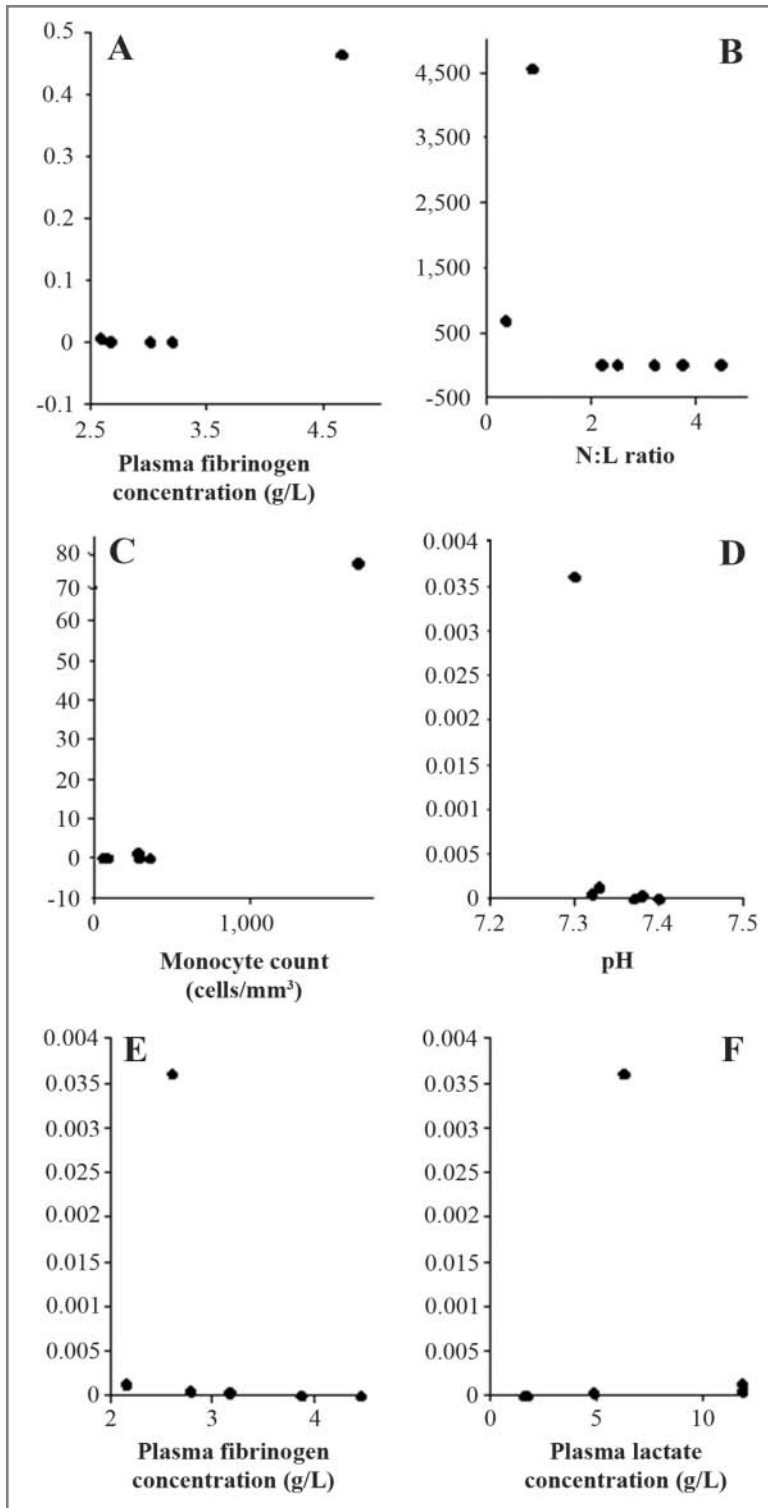 A
0.5
0.4
0.3
0.2
0.1
0
-0.1
2.5 3.5 4.5
Plasma fibrinogen
concentration (g/L)
B
4,500
3,500
2,500
1,500
500
-500
0 2 4
N:L ratio
C
80
70
60
50
40
30
20
10
0
-10
0 1,000
Monocyte count
(cells/mm³)
D
0.004
0.035
0.003
0.025
0.002
0.015
0.001
0.005
0
7.2 7.3 7.4 7.5
pH
E
0.004
0.035
0.003
0.025
0.002
0.015
0.001
0.005
0
2 3 4
Plasma fibrinogen
concentration (g/L)
F
0.004
0.035
0.003
0.025
0.002
0.015
0.001
0.005
0
0 5 10
Plasma lactate
concentration (g/L)